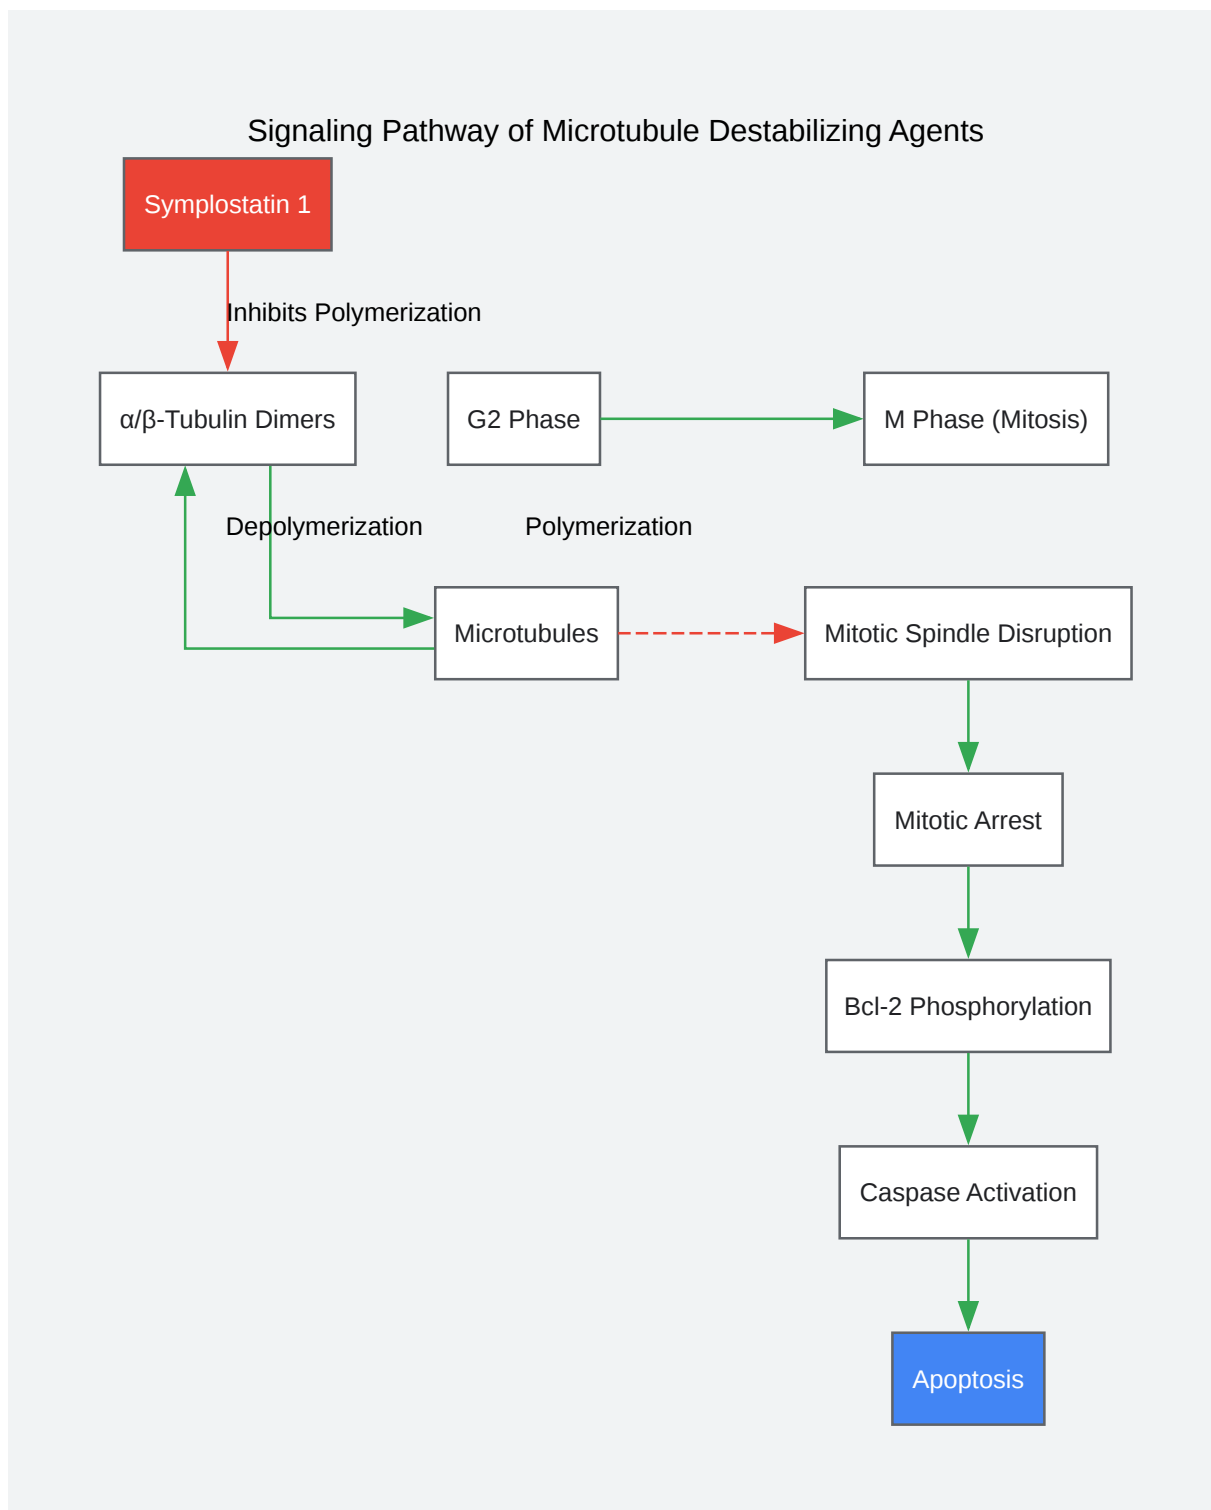 Signaling Pathway of Microtubule Destabilizing Agents
Symplostatin 1
Inhibits Polymerization
α/β-Tubulin Dimers
G2 Phase
M Phase (Mitosis)
Depolymerization
Polymerization
Microtubules
Mitotic Spindle Disruption
Mitotic Arrest
Bcl-2 Phosphorylation
Caspase Activation
Apoptosis